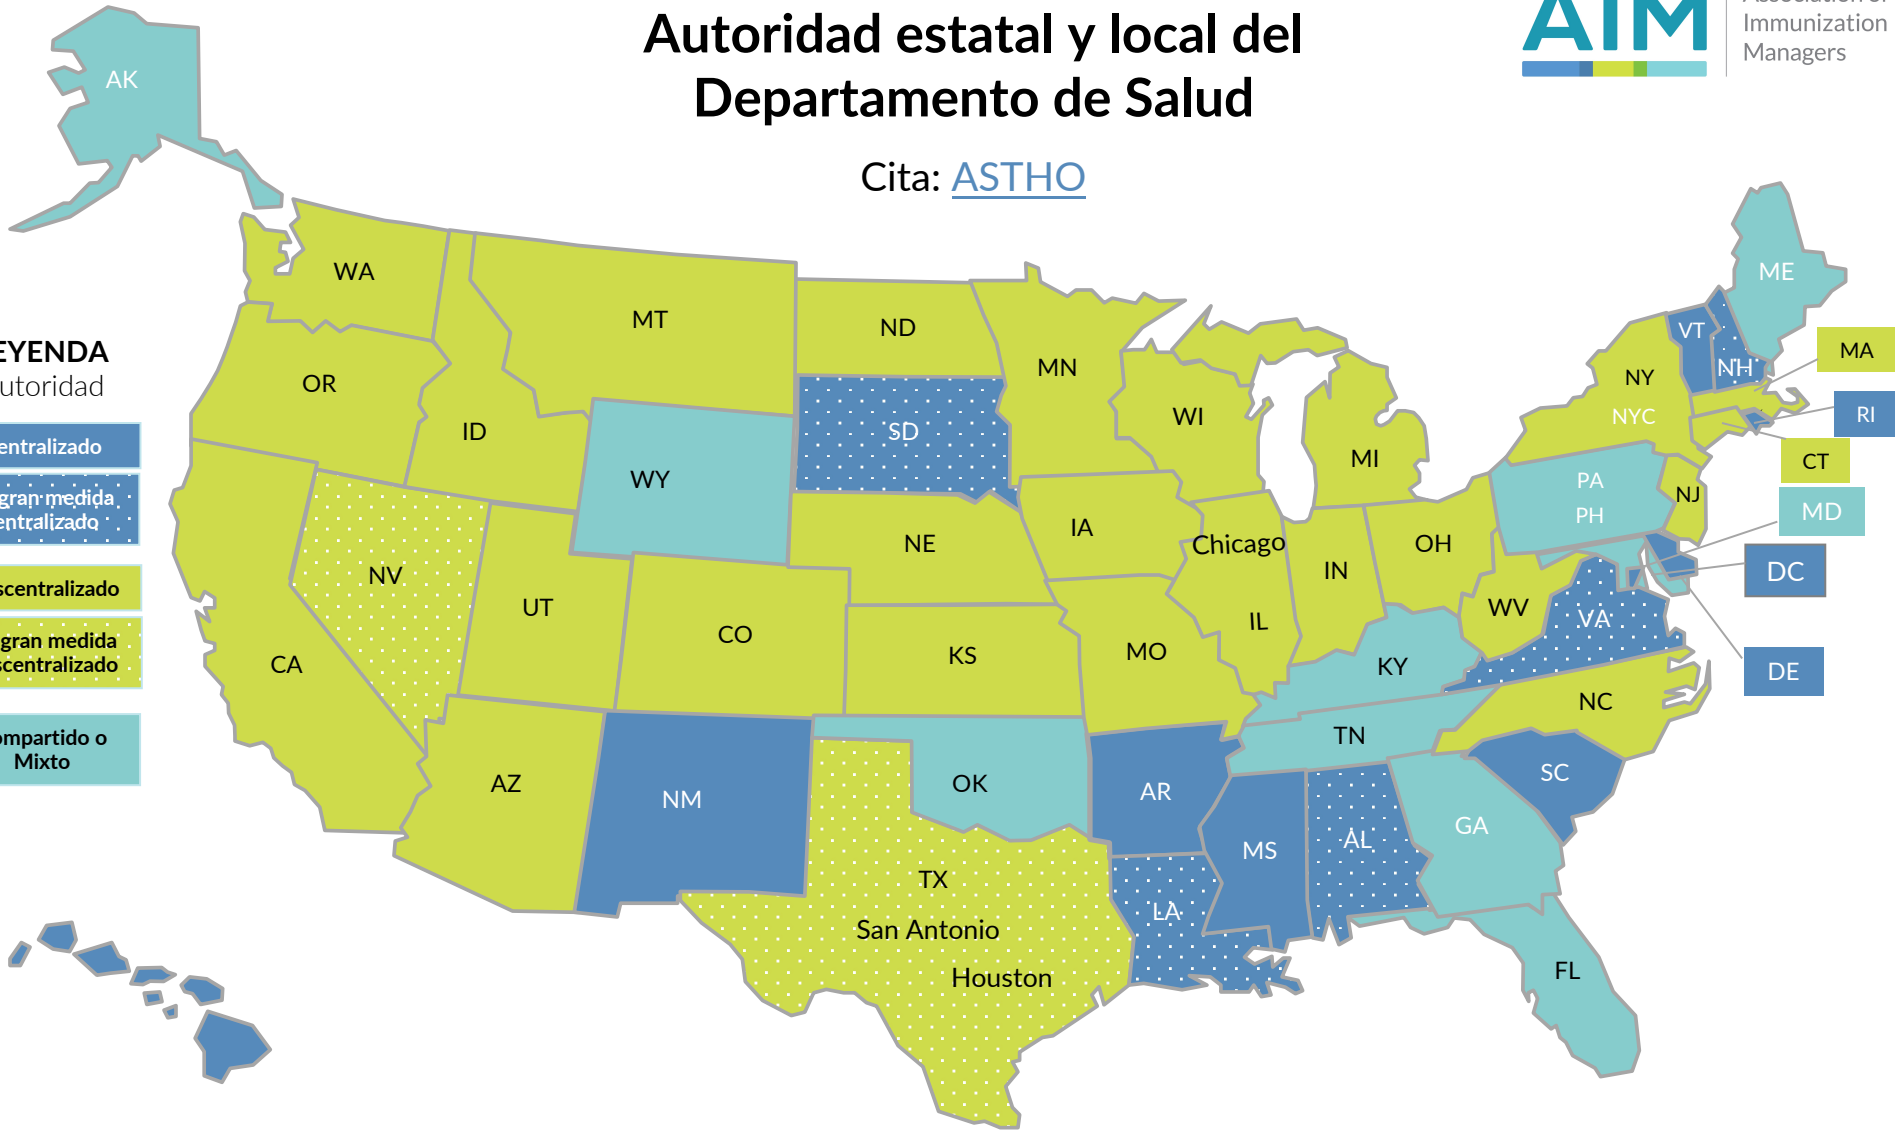 Autoridad estatal y local del
Departamento de Salud
Cita: ASTHO
AIM
Immunization
Managers
AK
WA
MT
ND
MN
OR
ID
SD
WI
MI
WY
NE
IA
NV
UT
CO
KS
MO
Chicago
IL
IN
OH
CA
AZ
NM
OK
AR
TX
San Antonio
Houston
LA
MS
AL
GA
FL
SC
NC
TN
KY
VA
WV
PA
PH
NJ
NY
NYC
VT
NH
ME
MA
RI
CT
MD
DC
DE
EYENDA
utoridad
entralizado
gran medida
entralizado
scentralizado
gran medida
scentralizado
ompartido o
Mixto